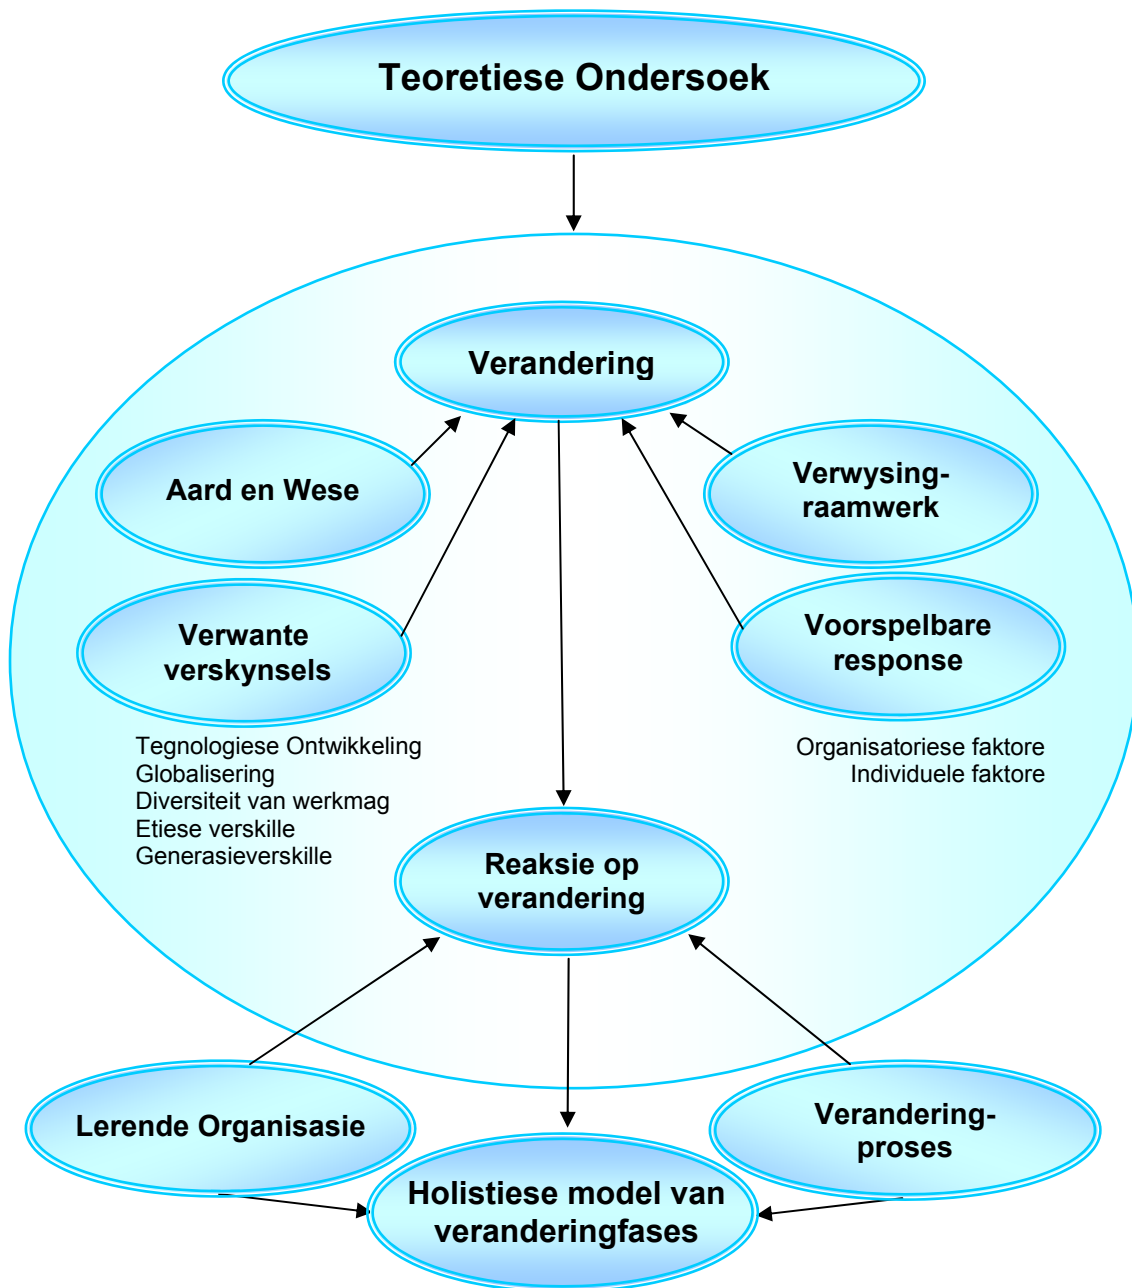 Teoretiese Ondersoek
Verandering
Aard en Wese
Verwysing-
raamwerk
Verwante
verskynsels
Voorspelbare
response
Tegnologiese Ontwikkeling
Globalisering
Diversiteit van werkmag
Etiese verskille
Generasieverskille
Organisatoriese faktore
Individuele faktore
Reaksie op
verandering
Lerende Organisasie
Verandering-
proses
Holistiese model van
veranderingfases